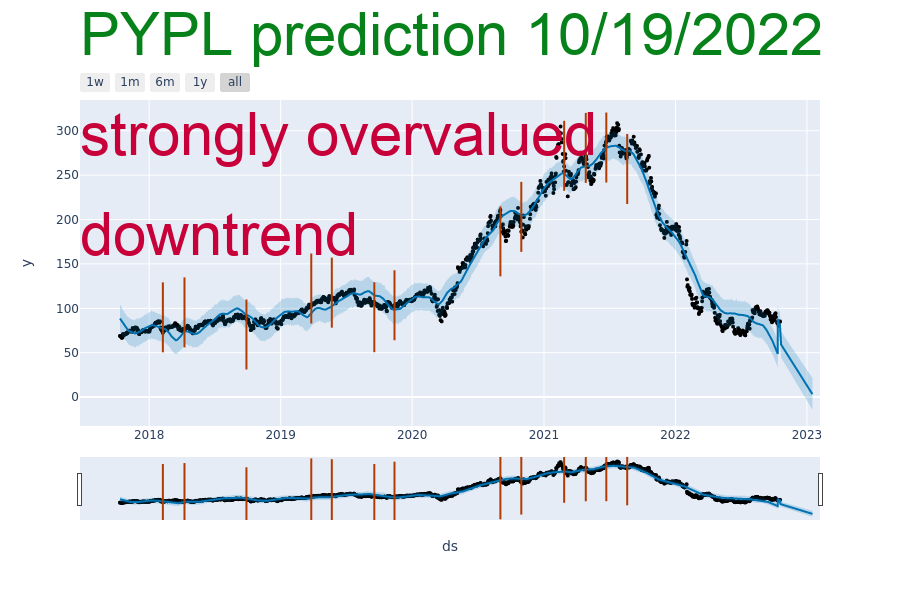 PYPL prediction 10/19/2022
1w 1m 6m 1y all
strongly overvalued
downtrend
300
250
200
150
100
50
0
y
2018 2019 2020 2021 2022 2023
ds